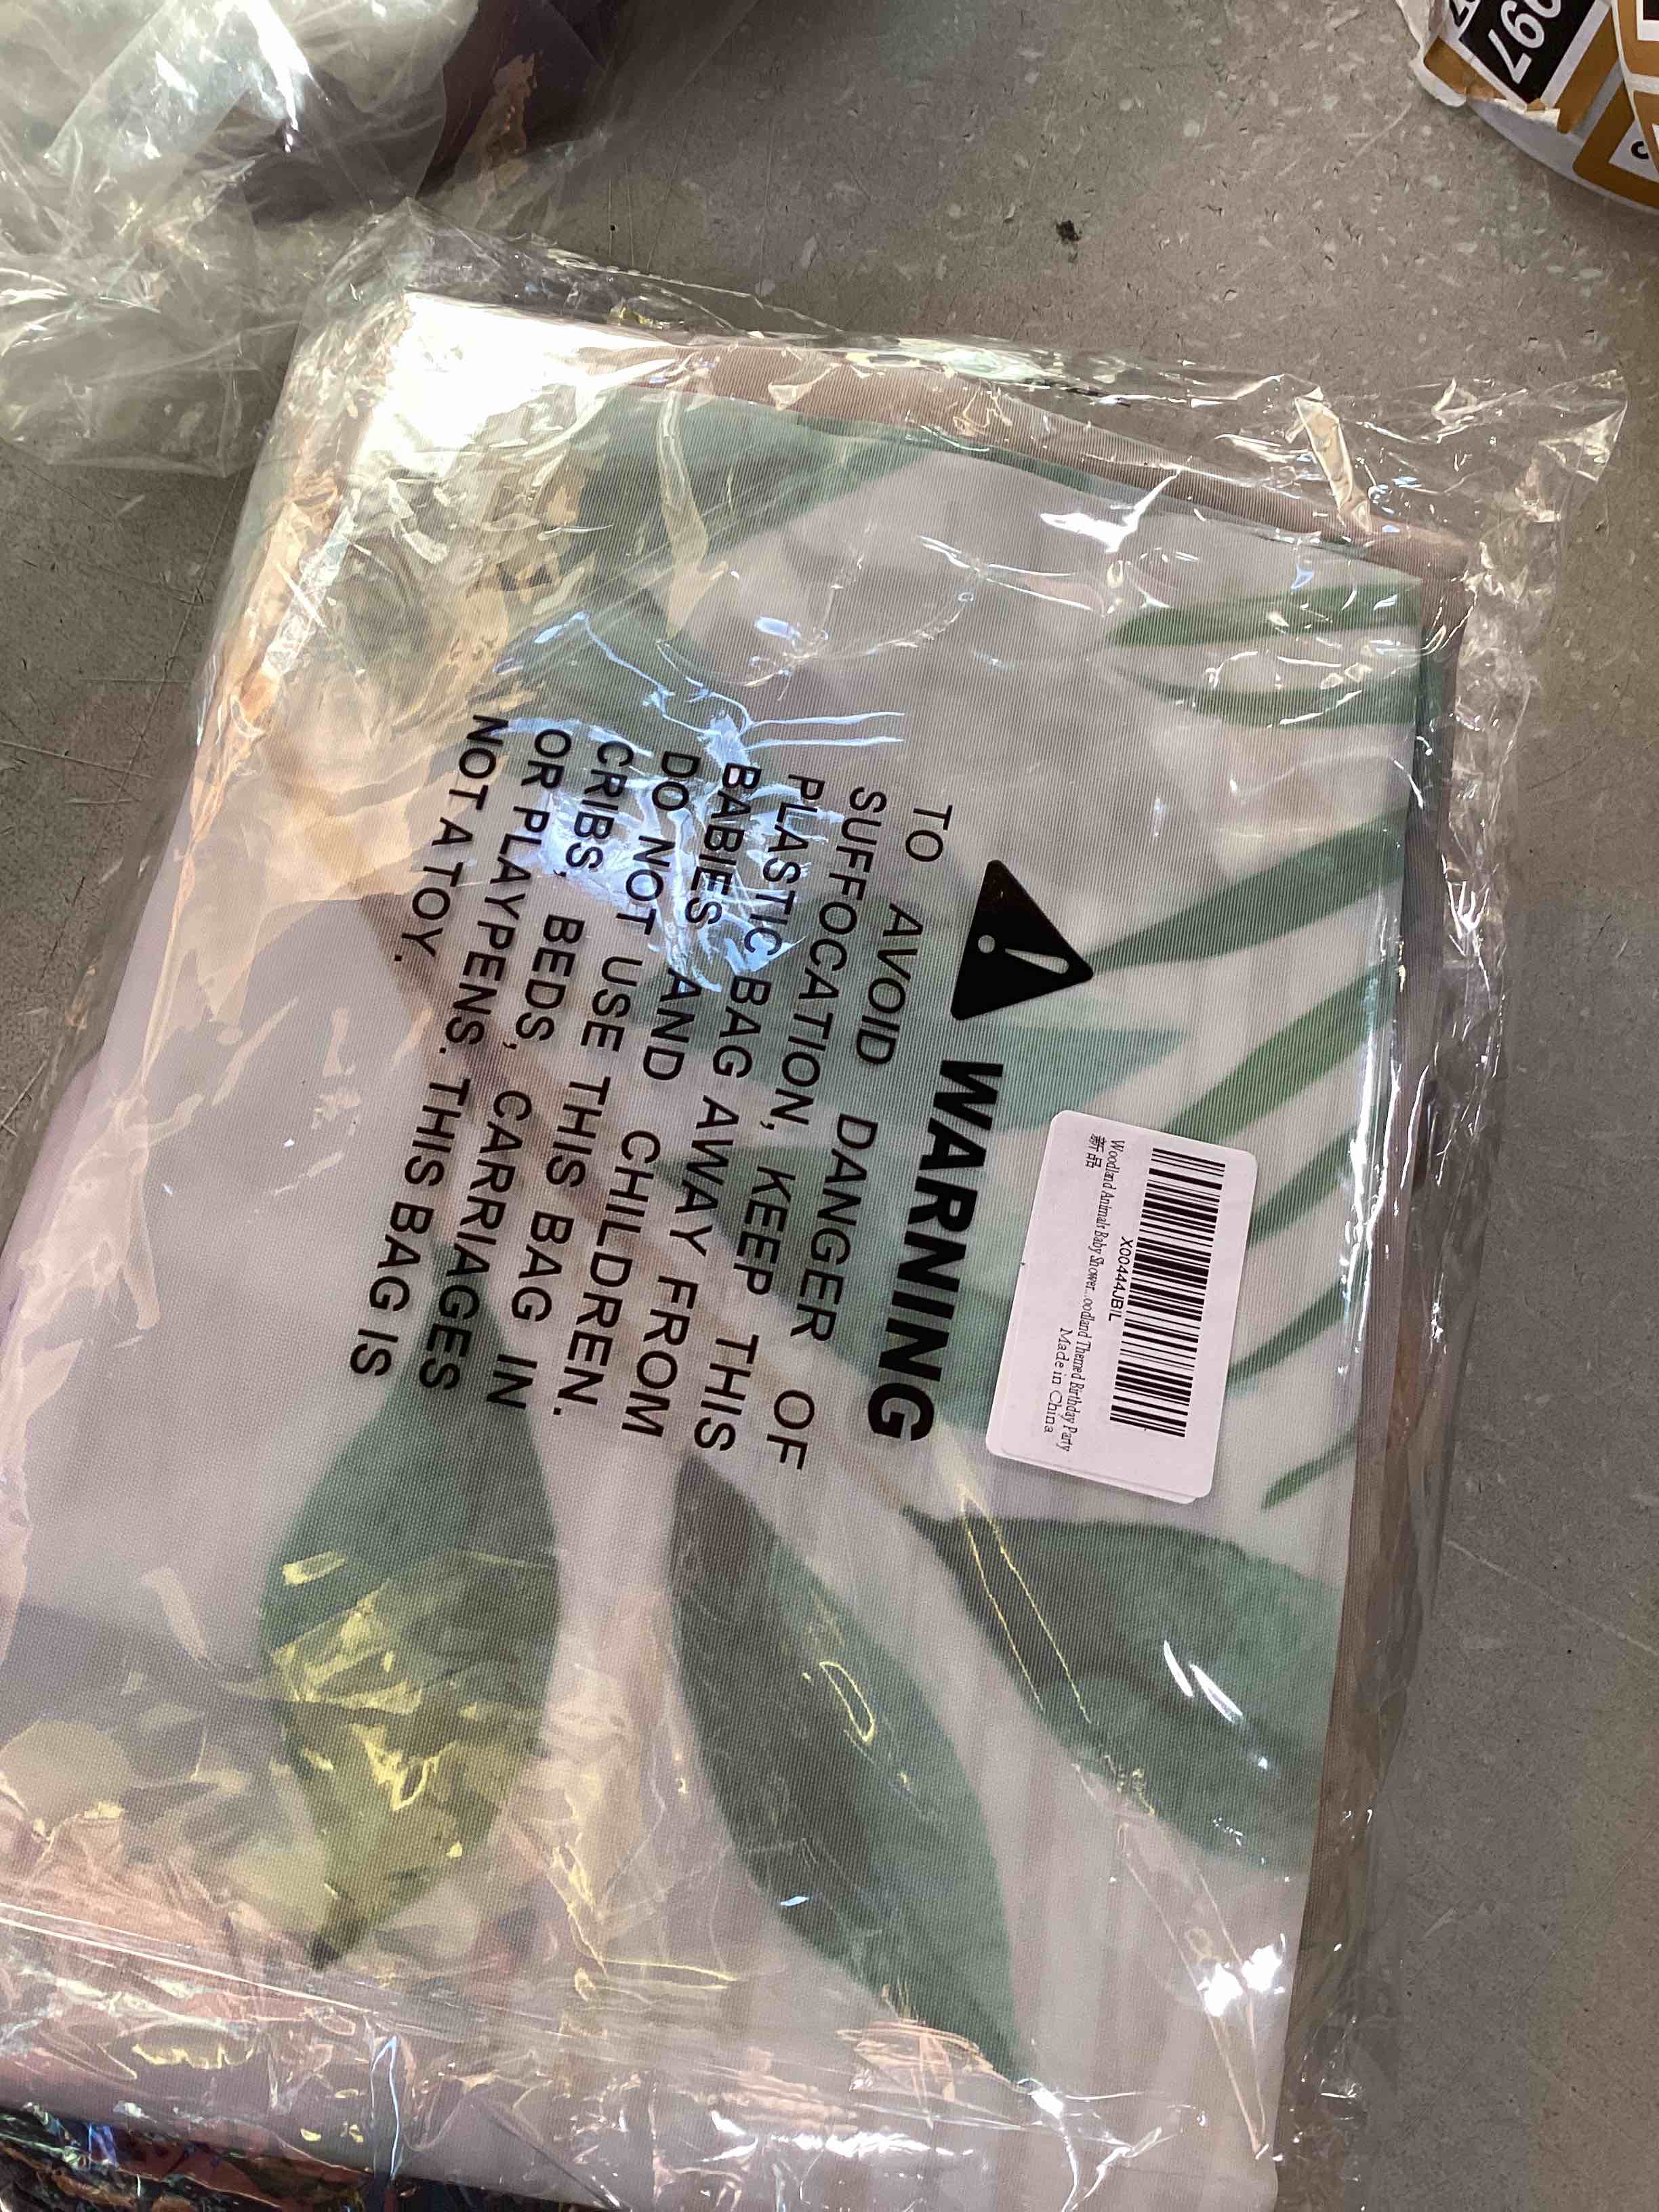 WARNING
TO AVOID DANGER OF
SUFFOCATION, KEEP THIS
PLASTIC BAG AWAY FROM
BABIES AND CHILDREN.
DO NOT USE THIS BAG IN
CRIBS, BEDS, CARRIAGES
OR PLAYPENS. THIS BAG IS
NOT A TOY.
X00444JBIL
Woodland Animals Baby Shower...oodland Themed Birthday Party
新品
Made in China
97